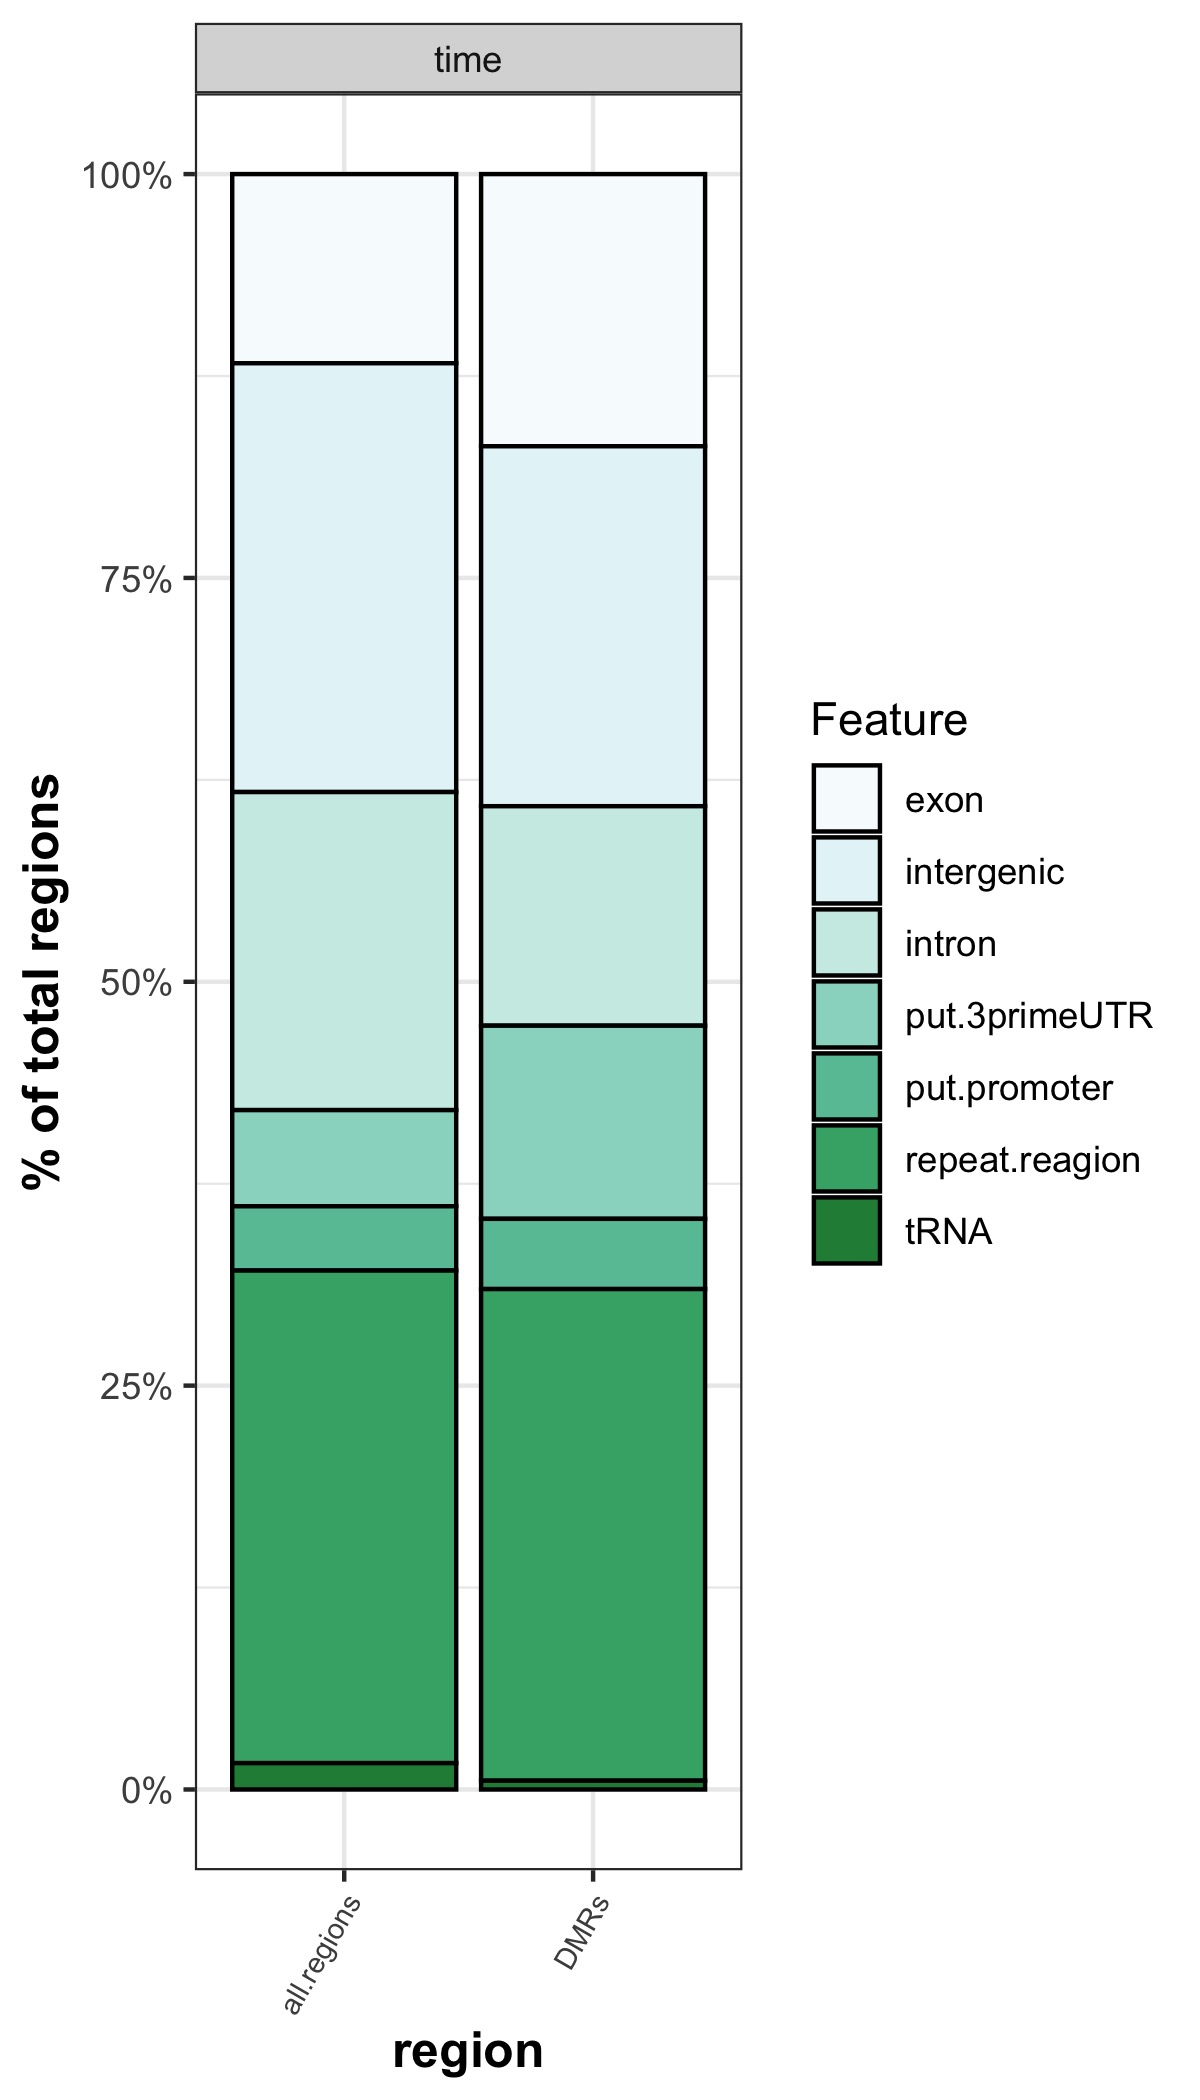 time
100%
75%
50%
25%
0%
% of total regions
all.regions
DMRs
region
Feature
exon
intergenic
intron
put.3primeUTR
put.promoter
repeat.reagion
tRNA